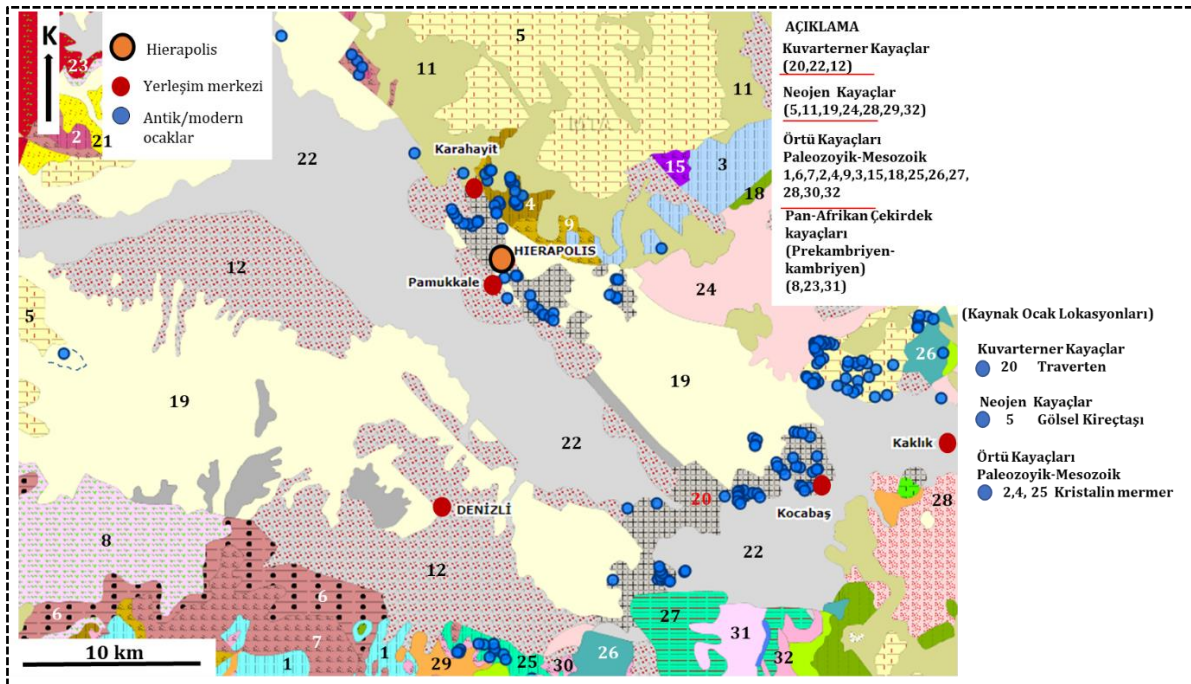 K
Hierapolis
Yerleşim merkezi
Antik/modern
ocaklar
23
2
21
5
11
11
22
Karahayit
15
3
18
4
9
HIERAPOLIS
12
Pamukkale
24
5
26
19
19
22
Kaklık
20
28
DENİZLİ
Kocabaş
8
22
12
6
6
27
7
31
10 km
1
1
29
25
30
26
32
AÇIKLAMA
Kuvarterner Kayaçlar
(20,22,12)
Neojen Kayaçlar
(5,11,19,24,28,29,32)
Örtü Kayaçları
Paleozoyik-Mesozoik
1,6,7,2,4,9,3,15,18,25,26,27,
28,30,32
Pan-Afrikan Çekirdek
kayaçları
(Prekambriyen-
kambriyen)
(8,23,31)
(Kaynak Ocak Lokasyonları)
Kuvarterner Kayaçlar
20 Traverten
Neojen Kayaçlar
5 Gölsel Kireçtaşı
Örtü Kayaçları
Paleozoyik-Mesozoik
2,4, 25 Kristalin mermer